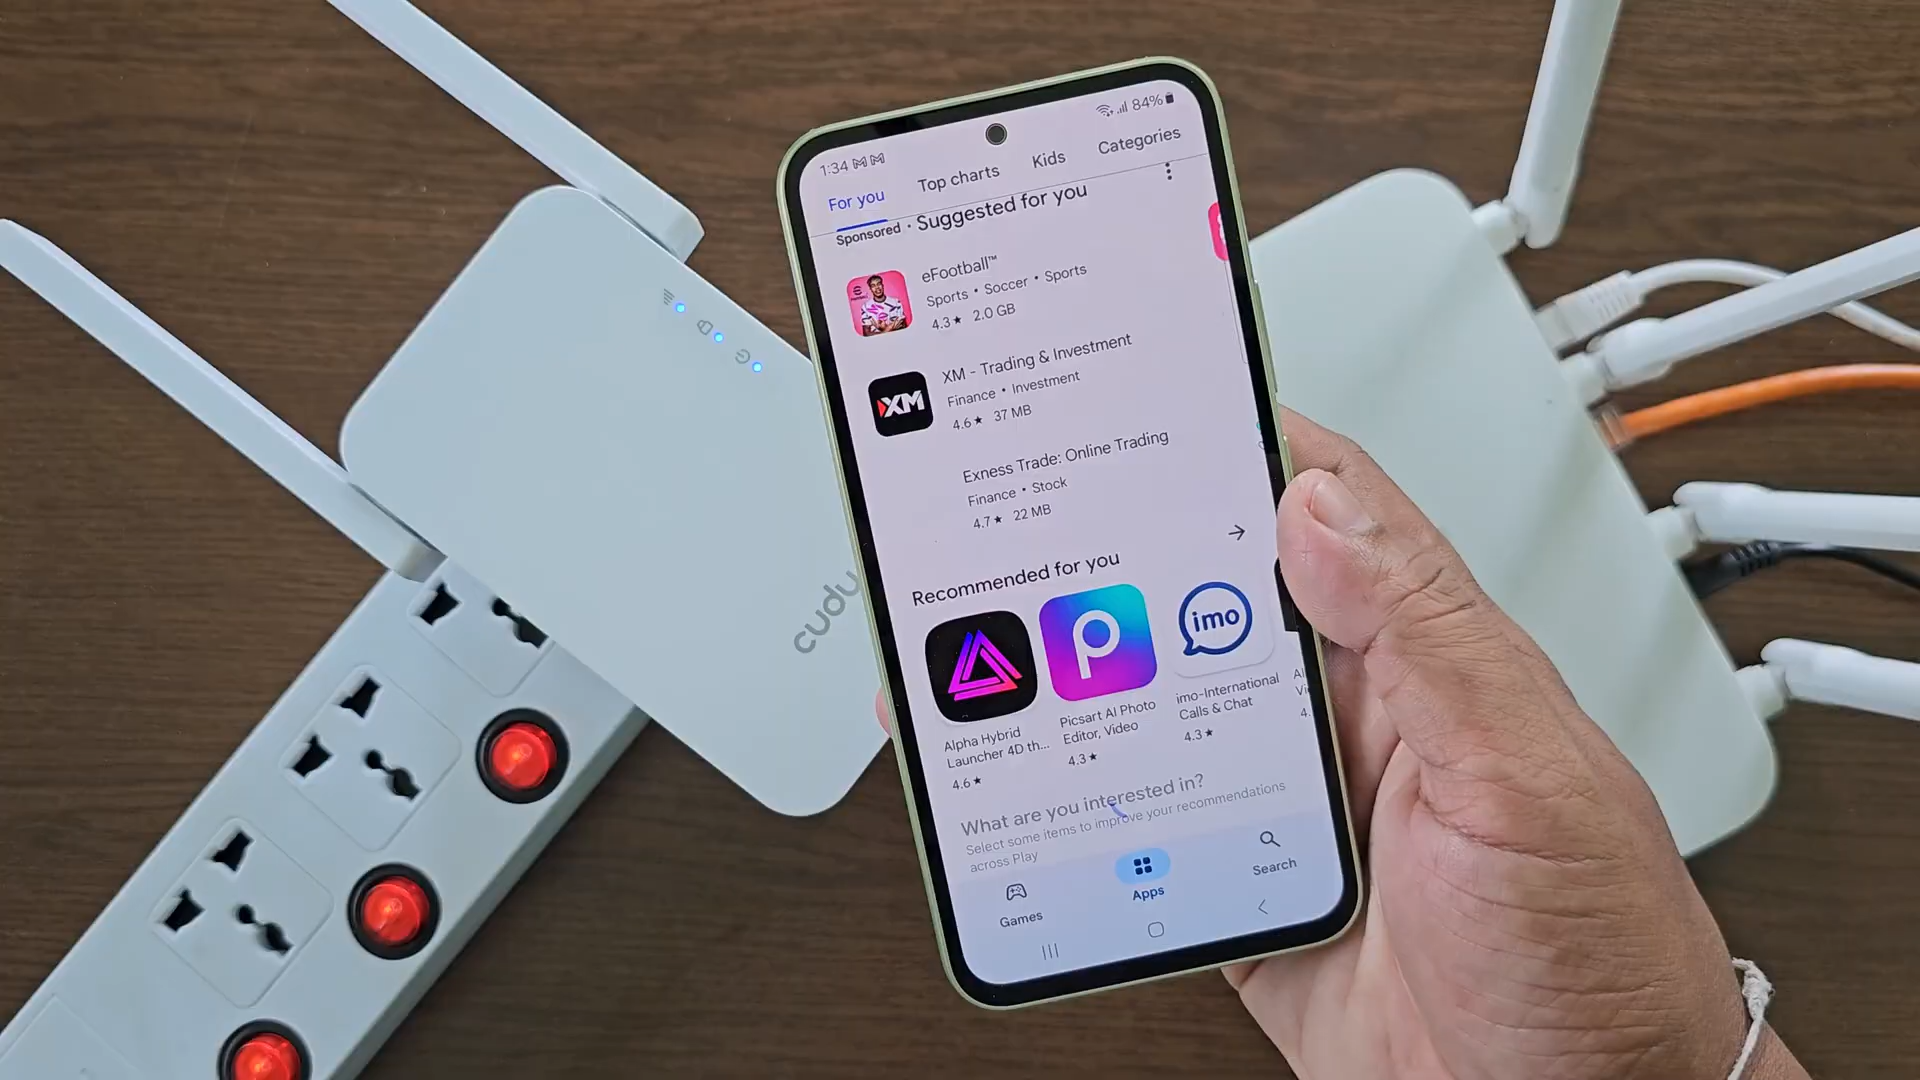 1:34
84%
For you
Top charts
Kids
Categories
Sponsored • Suggested for you
eFootball™
Sports • Soccer • Sports
4.3★ 2.0 GB
XM
XM - Trading & Investment
Finance • Investment
4.6★ 37 MB
Exness Trade: Online Trading
Finance • Stock
4.7★ 22 MB
Recommended for you
imo
Alpha Hybrid
Launcher 4D th...
4.6★
Picsart AI Photo
Editor, Video
4.3★
imo-International
Calls & Chat
4.3★
What are you interested in?
Select some items to improve your recommendations
across Play
Games
Apps
Search
cudy